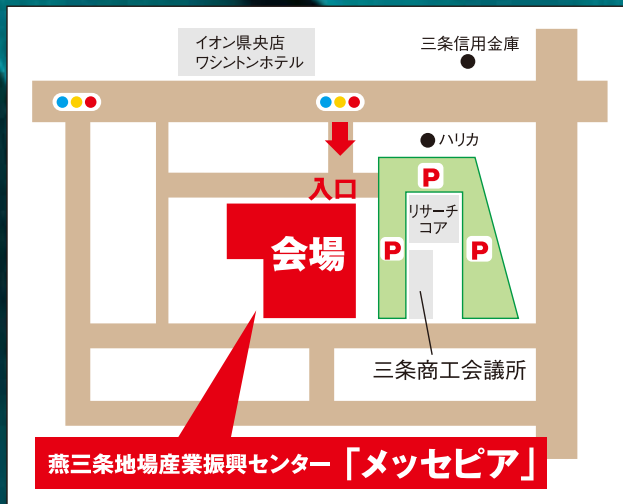 イオン県央店
ワシントンホテル
三条信用金庫
ハリカ
入口
P
リサーチ
コア
会場
P
P
三条商工会議所
燕三条地場産業振興センター「メッセピア」